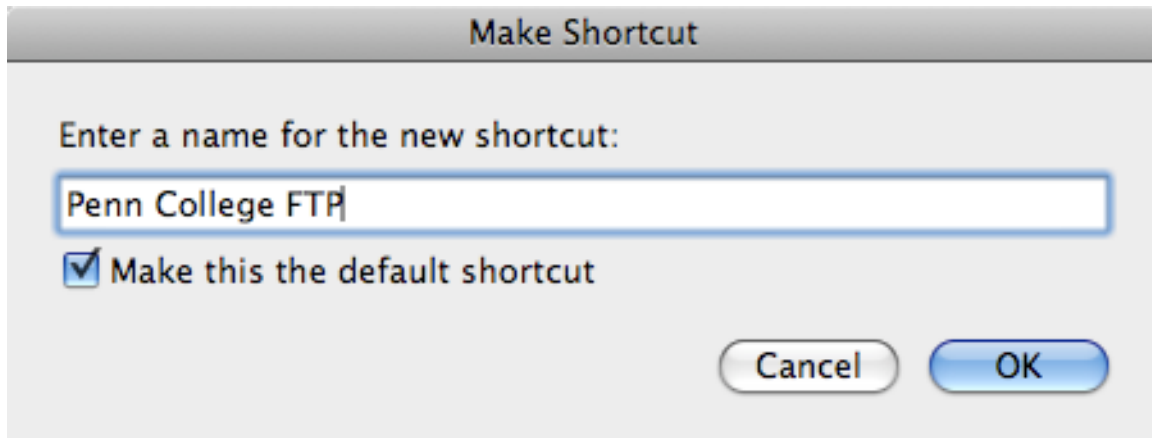 Make Shortcut
Enter a name for the new shortcut:
Penn College FTP
Make this the default shortcut
Cancel OK